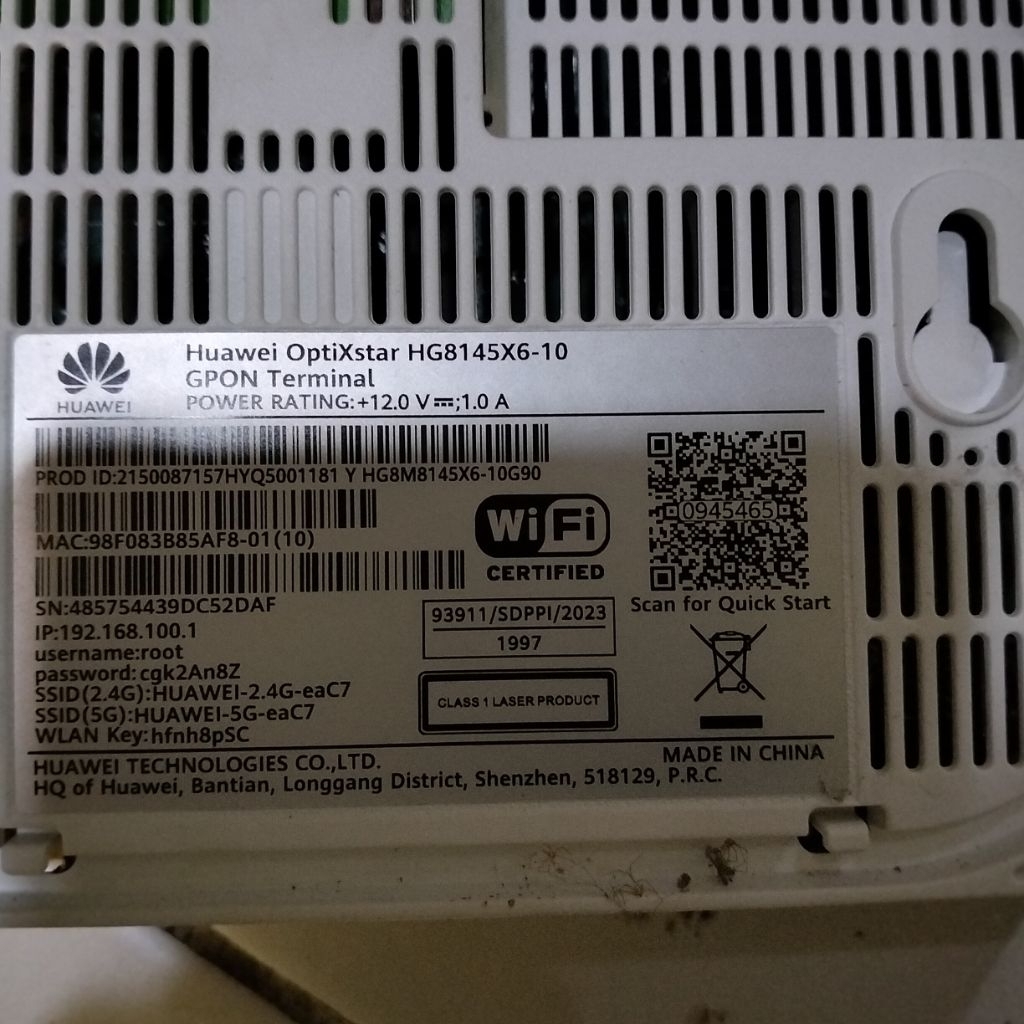 HUAWEI
Huawei OptiXstar HG8145X6-10
GPON Terminal
POWER RATING:+12.0 V⎓;1.0 A
PROD ID:2150087157HYQ5001181 Y HG8M8145X6-10G90
MAC:98F083B85AF8-01(10)
WiFi
CERTIFIED
0945465
Scan for Quick Start
SN:485754439DC52DAF
IP:192.168.100.1
username:root
password:cgk2An8Z
SSID(2.4G):HUAWEI-2.4G-eaC7
SSID(5G):HUAWEI-5G-eaC7
WLAN Key:hfnh8pSC
93911/SDPPI/2023
1997
CLASS 1 LASER PRODUCT
HUAWEI TECHNOLOGIES CO.,LTD.
MADE IN CHINA
HQ of Huawei, Bantian, Longgang District, Shenzhen, 518129, P.R.C.